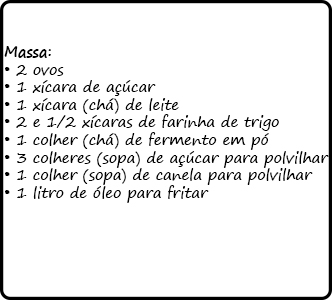 Massa:
• 2 ovos
• 1 xícara de açúcar
• 1 xícara (chá) de leite
• 2 e 1/2 xícaras de farinha de trigo
• 1 colher (chá) de fermento em pó
• 3 colheres (sopa) de açúcar para polvilhar
• 1 colher (sopa) de canela para polvilhar
• 1 litro de óleo para fritar